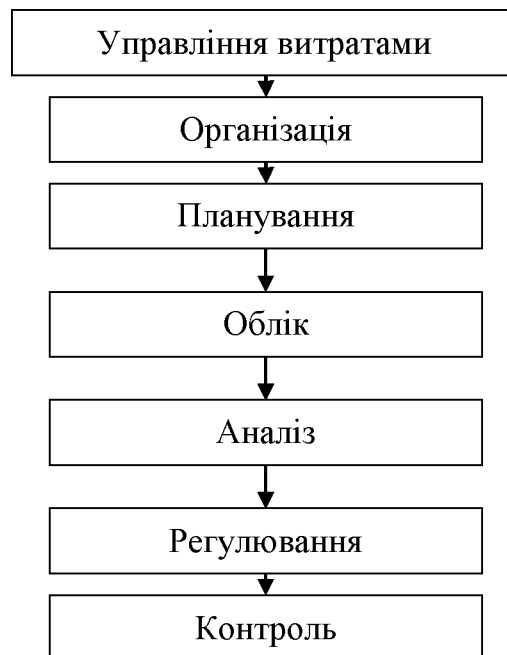 Управління витратами
Організація
Планування
Облік
Аналіз
Регулювання
Контроль